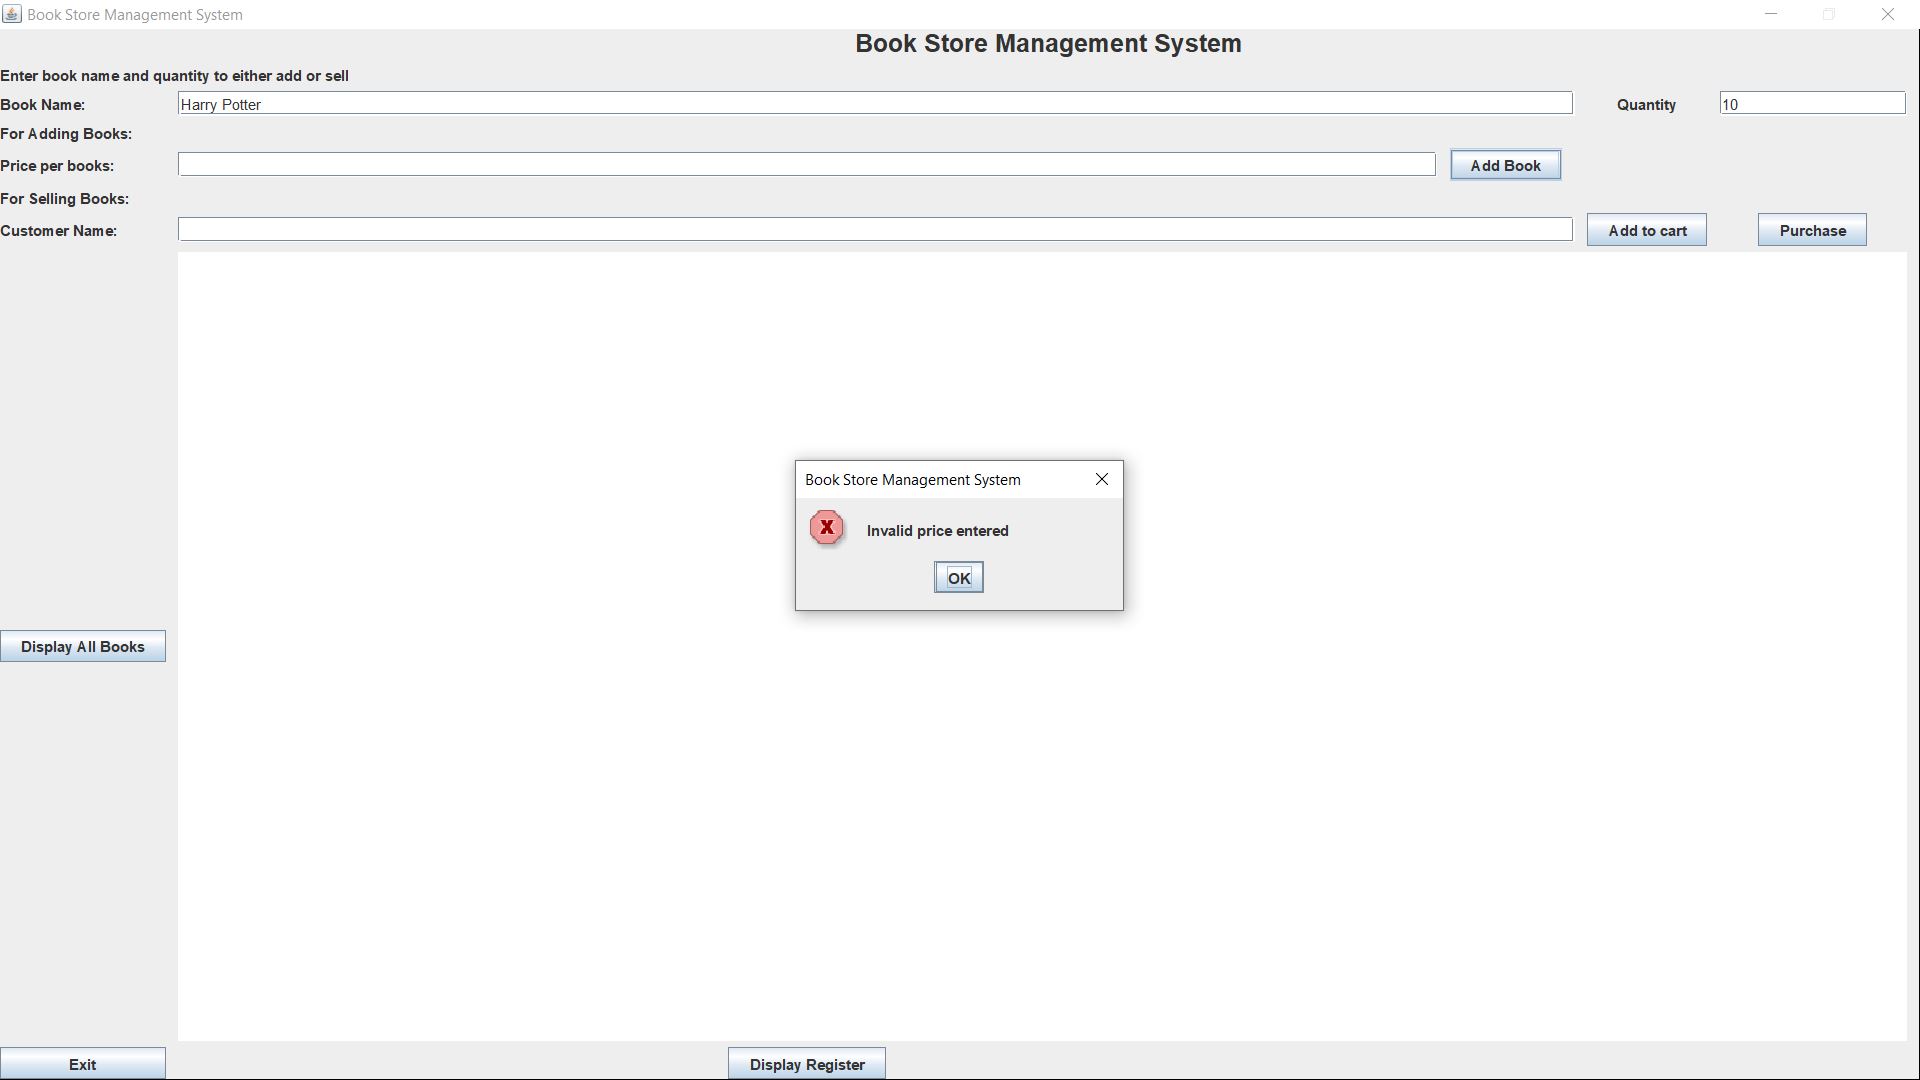 Book Store Management System
Book Store Management System
Enter book name and quantity to either add or sell
Book Name: Harry Potter Quantity 10
For Adding Books:
Price per books: Add Book
For Selling Books:
Customer Name: Add to cart Purchase
Book Store Management System
X Invalid price entered
OK
Display All Books
Exit Display Register